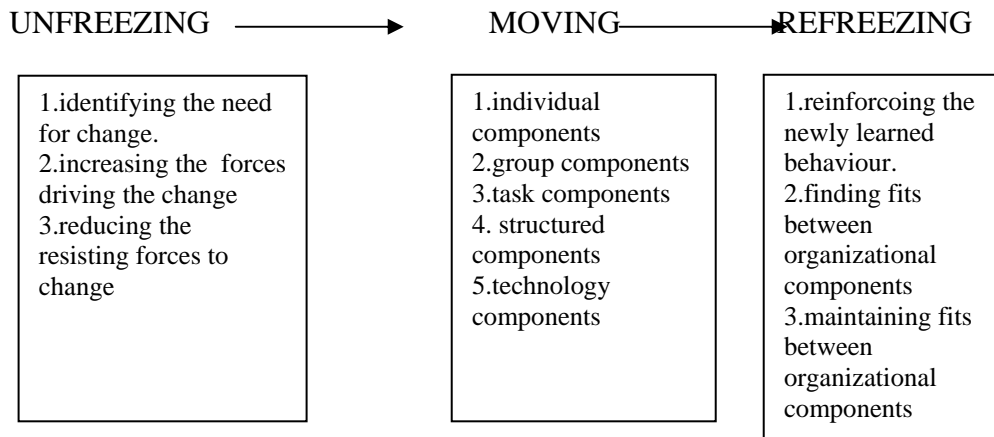 UNFREEZING
MOVING
REFREEZING
1.identifying the need
for change.
2.increasing the  forces
driving the change
3.reducing the
resisting forces to
change
1.individual
components
2.group components
3.task components
4. structured
components
5.technology
components
1.reinforcoing the
newly learned
behaviour.
2.finding fits
between
organizational
components
3.maintaining fits
between
organizational
components